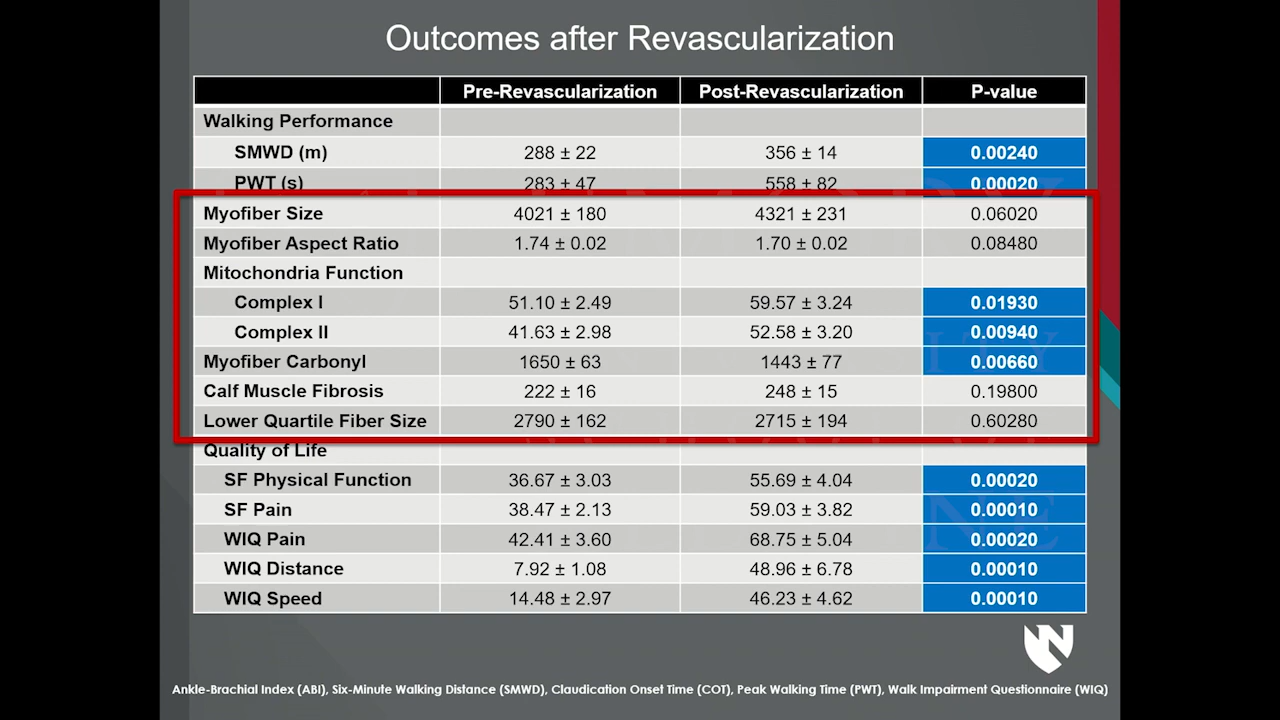 Outcomes after Revascularization
Pre-Revascularization Post-Revascularization P-value
Walking Performance
SMWD (m) 288 ± 22 356 ± 14 0.00240
PWT (s) 283 ± 47 558 ± 82 0.00020
Myofiber Size 4021 ± 180 4321 ± 231 0.06020
Myofiber Aspect Ratio 1.74 ± 0.02 1.70 ± 0.02 0.08480
Mitochondria Function
Complex I 51.10 ± 2.49 59.57 ± 3.24 0.01930
Complex II 41.63 ± 2.98 52.58 ± 3.20 0.00940
Myofiber Carbonyl 1650 ± 63 1443 ± 77 0.00660
Calf Muscle Fibrosis 222 ± 16 248 ± 15 0.19800
Lower Quartile Fiber Size 2790 ± 162 2715 ± 194 0.60280
Quality of Life
SF Physical Function 36.67 ± 3.03 55.69 ± 4.04 0.00020
SF Pain 38.47 ± 2.13 59.03 ± 3.82 0.00010
WIQ Pain 42.41 ± 3.60 68.75 ± 5.04 0.00020
WIQ Distance 7.92 ± 1.08 48.96 ± 6.78 0.00010
WIQ Speed 14.48 ± 2.97 46.23 ± 4.62 0.00010
N
Ankle-Brachial Index (ABI), Six-Minute Walking Distance (SMWD), Claudication Onset Time (COT), Peak Walking Time (PWT), Walk Impairment Questionnaire (WIQ)